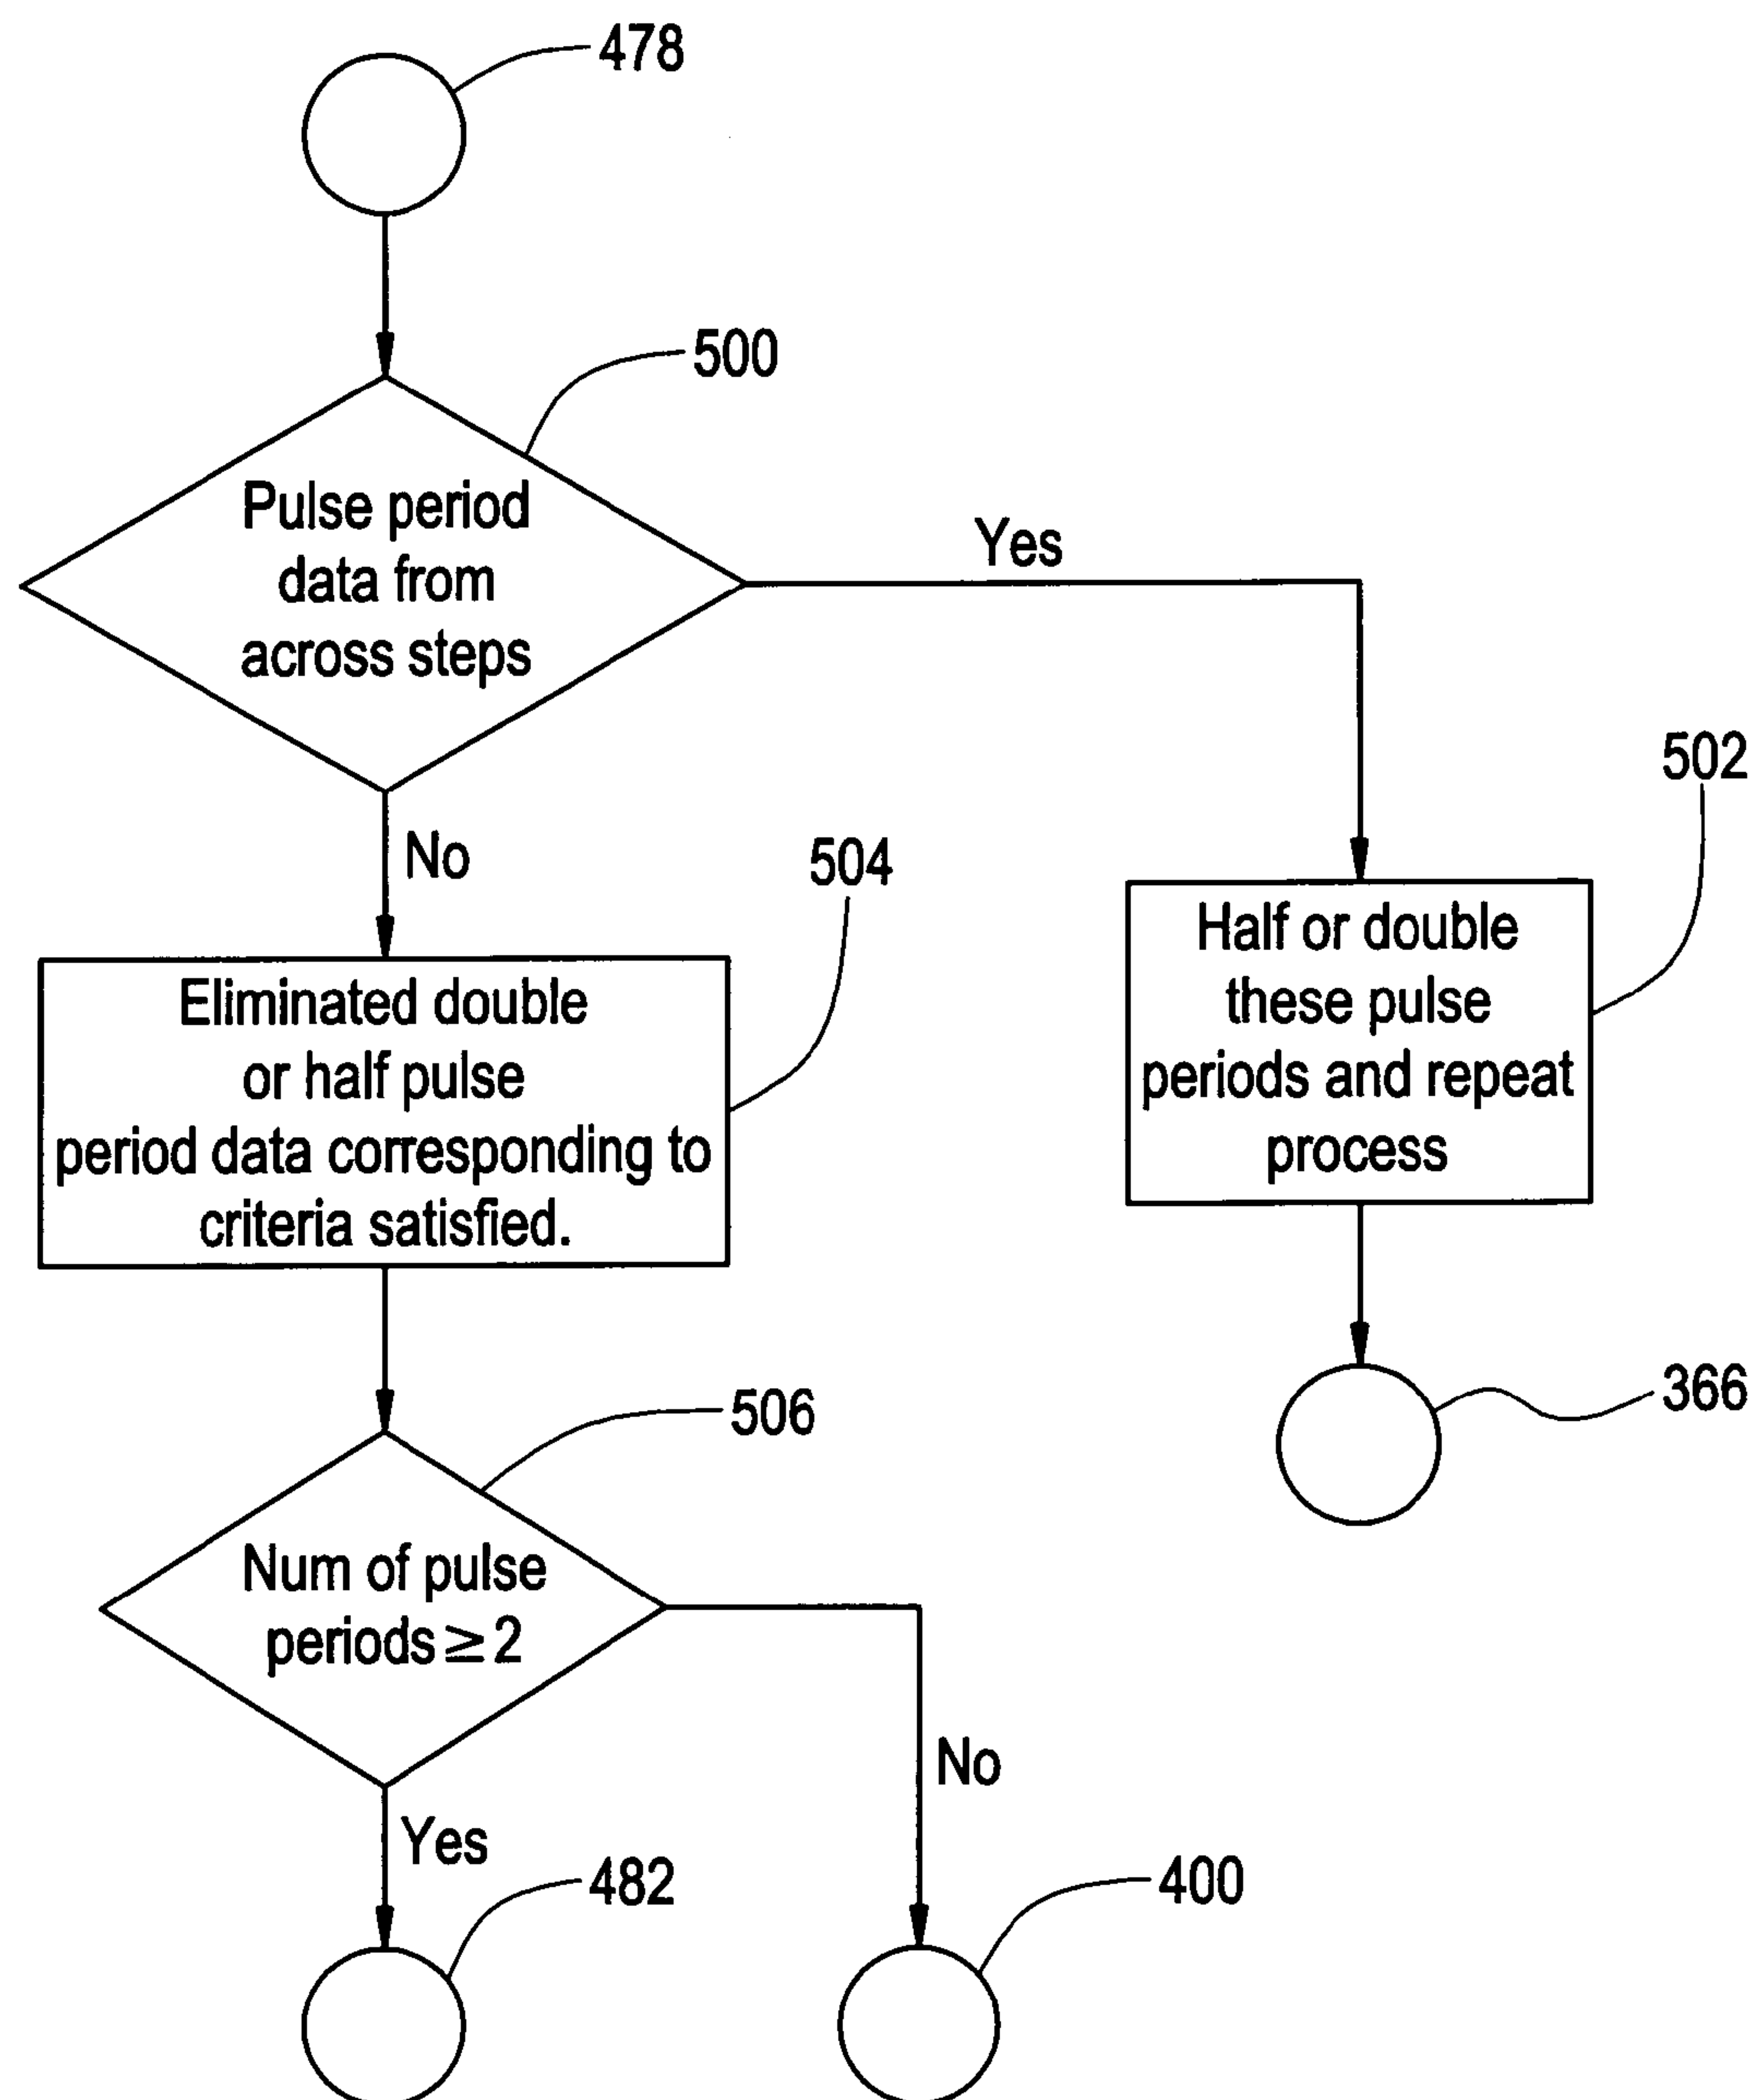 478
500
Pulse period
data from
across steps
Yes
502
No
504
Half or double
these pulse
periods and repeat
process
Eliminated double
or half pulse
period data corresponding to
criteria satisfied.
366
506
Num of pulse
periods ≥ 2
No
Yes
482
400